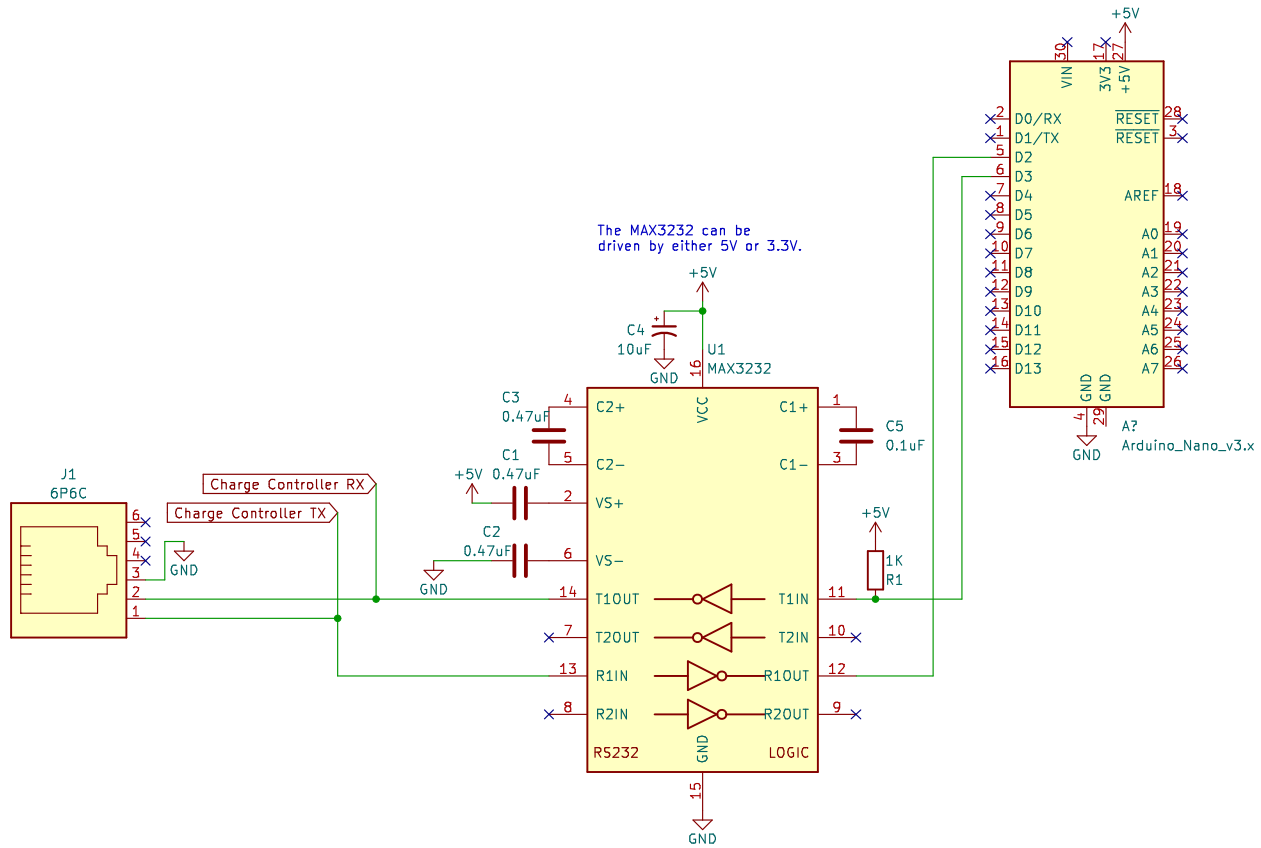 +5V
30
17
27
VIN
3V3
+5V
2
D0/RX
RESET
28
1
D1/TX
RESET
3
5
D2
6
D3
7
D4
AREF
18
8
D5
9
D6
A0
19
10
D7
A1
20
11
D8
A2
21
12
D9
A3
22
13
D10
A4
23
14
D11
A5
24
15
D12
A6
25
16
D13
A7
26
GND
GND
4
29
A?
Arduino_Nano_v3.x
GND
The MAX3232 can be
driven by either 5V or 3.3V.
+5V
+
C4
10uF
GND
U1
MAX3232
16
VCC
C3
0.47uF
4
C2+
C1+
1
C5
0.1uF
5
C2-
C1-
3
C1
0.47uF
+5V
2
VS+
C2
0.47uF
GND
6
VS-
+5V
1K
R1
14
T1OUT
T1IN
11
7
T2OUT
T2IN
10
13
R1IN
R1OUT
12
8
R2IN
R2OUT
9
RS232
GND
LOGIC
15
GND
J1
6P6C
Charge Controller RX
Charge Controller TX
6
5
4
3
2
1
GND